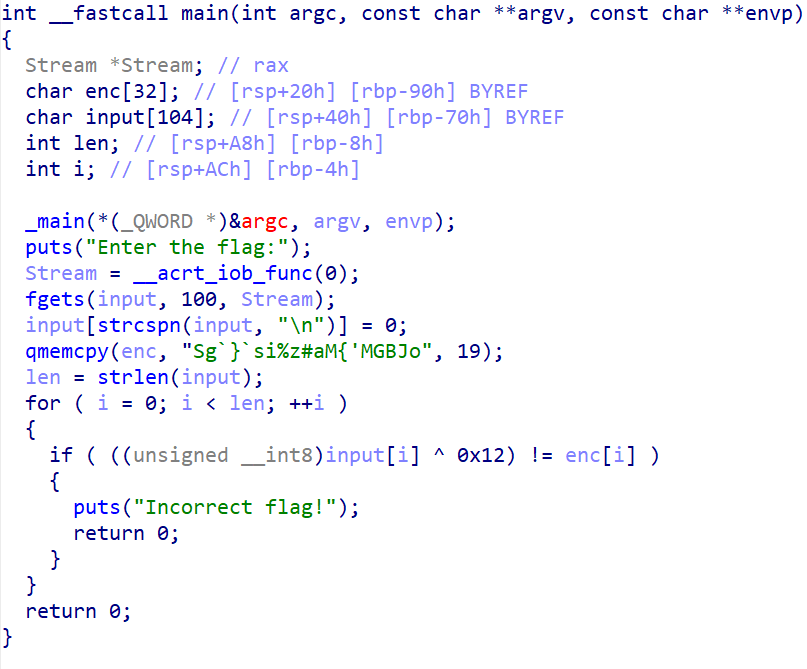 int __fastcall main(int argc, const char **argv, const char **envp)
{
  Stream *Stream; // rax
  char enc[32]; // [rsp+20h] [rbp-90h] BYREF
  char input[104]; // [rsp+40h] [rbp-70h] BYREF
  int len; // [rsp+A8h] [rbp-8h]
  int i; // [rsp+ACh] [rbp-4h]

  _main(*(_QWORD *)&argc, argv, envp);
  puts("Enter the flag:");
  Stream = __acrt_iob_func(0);
  fgets(input, 100, Stream);
  input[strcspn(input, "\n")] = 0;
  qmemcpy(enc, "Sg`}`si%z#aM{'MGBJo", 19);
  len = strlen(input);
  for ( i = 0; i < len; ++i )
  {
    if ( ((unsigned __int8)input[i] ^ 0x12) != enc[i] )
    {
      puts("Incorrect flag!");
      return 0;
    }
  }
  return 0;
}